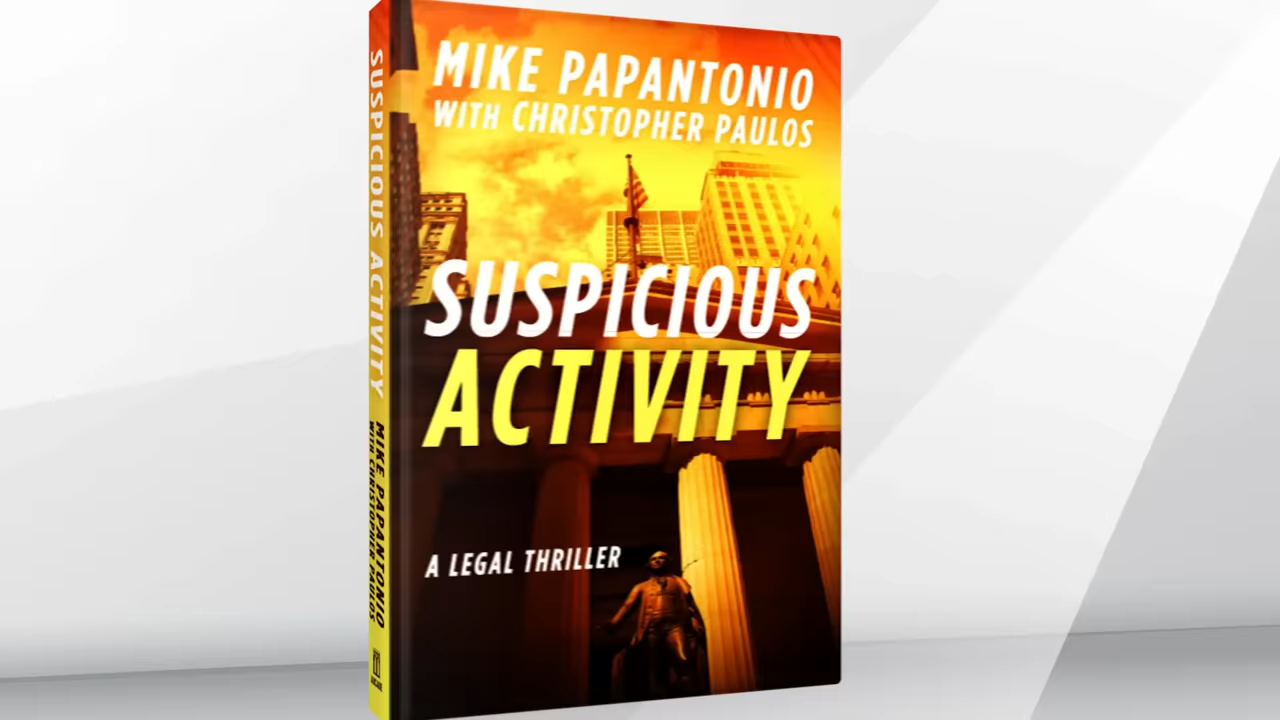 MIKE PAPANTONIO
WITH CHRISTOPHER PAULOS
SUSPICIOUS
ACTIVITY
A LEGAL THRILLER
SUSPICIOUS ACTIVITY
MIKE PAPANTONIO
WITH CHRISTOPHER PAULOS